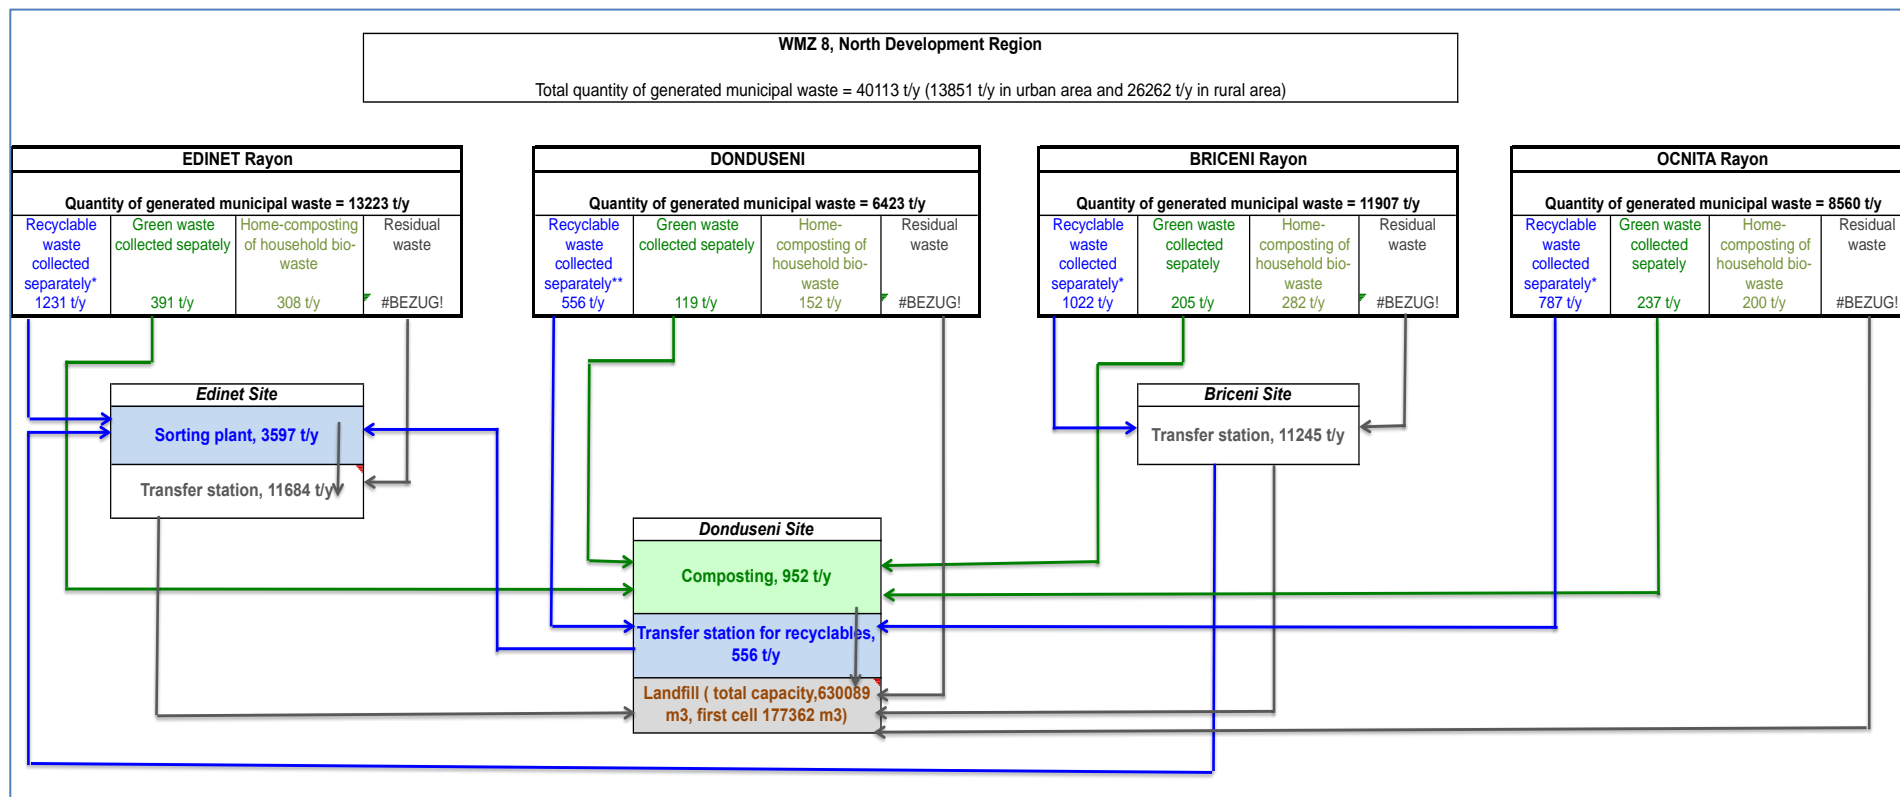 WMZ 8, North Development Region
Total quantity of generated municipal waste = 40113 t/y (13851 t/y in urban area and 26262 t/y in rural area)
EDINET Rayon
Quantity of generated municipal waste = 13223 t/y
Recyclable
waste
collected
separately*
1231 t/y
Green waste
collected sepately
391 t/y
Home-composting
of household bio-
waste
308 t/y
Residual
waste
#BEZUG!
DONDUSENI
Quantity of generated municipal waste = 6423 t/y
Recyclable
waste
collected
separately**
556 t/y
Green waste
collected sepately
119 t/y
Home-
composting of
household bio-
waste
152 t/y
Residual
waste
#BEZUG!
BRICENI Rayon
Quantity of generated municipal waste = 11907 t/y
Recyclable
waste
collected
separately*
1022 t/y
Green waste
collected
sepately
205 t/y
Home-
composting of
household bio-
waste
282 t/y
Residual
waste
#BEZUG!
OCNITA Rayon
Quantity of generated municipal waste = 8560 t/y
Recyclable
waste
collected
separately*
787 t/y
Green waste
collected
sepately
237 t/y
Home-
composting of
household bio-
waste
200 t/y
Residual
waste
#BEZUG!
Edinet Site
Sorting plant, 3597 t/y
Transfer station, 11684 t/y
Briceni Site
Transfer station, 11245 t/y
Donduseni Site
Composting, 952 t/y
Transfer station for recyclables,
556 t/y
Landfill ( total capacity,630089
m3, first cell 177362 m3)